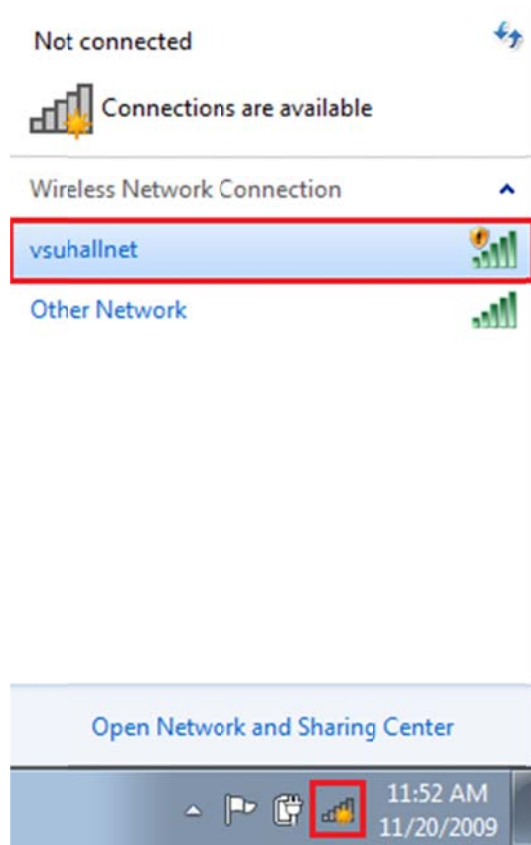 Not connected
Connections are available
Wireless Network Connection
vsuhallnet
Other Network
Open Network and Sharing Center
11:52 AM
11/20/2009